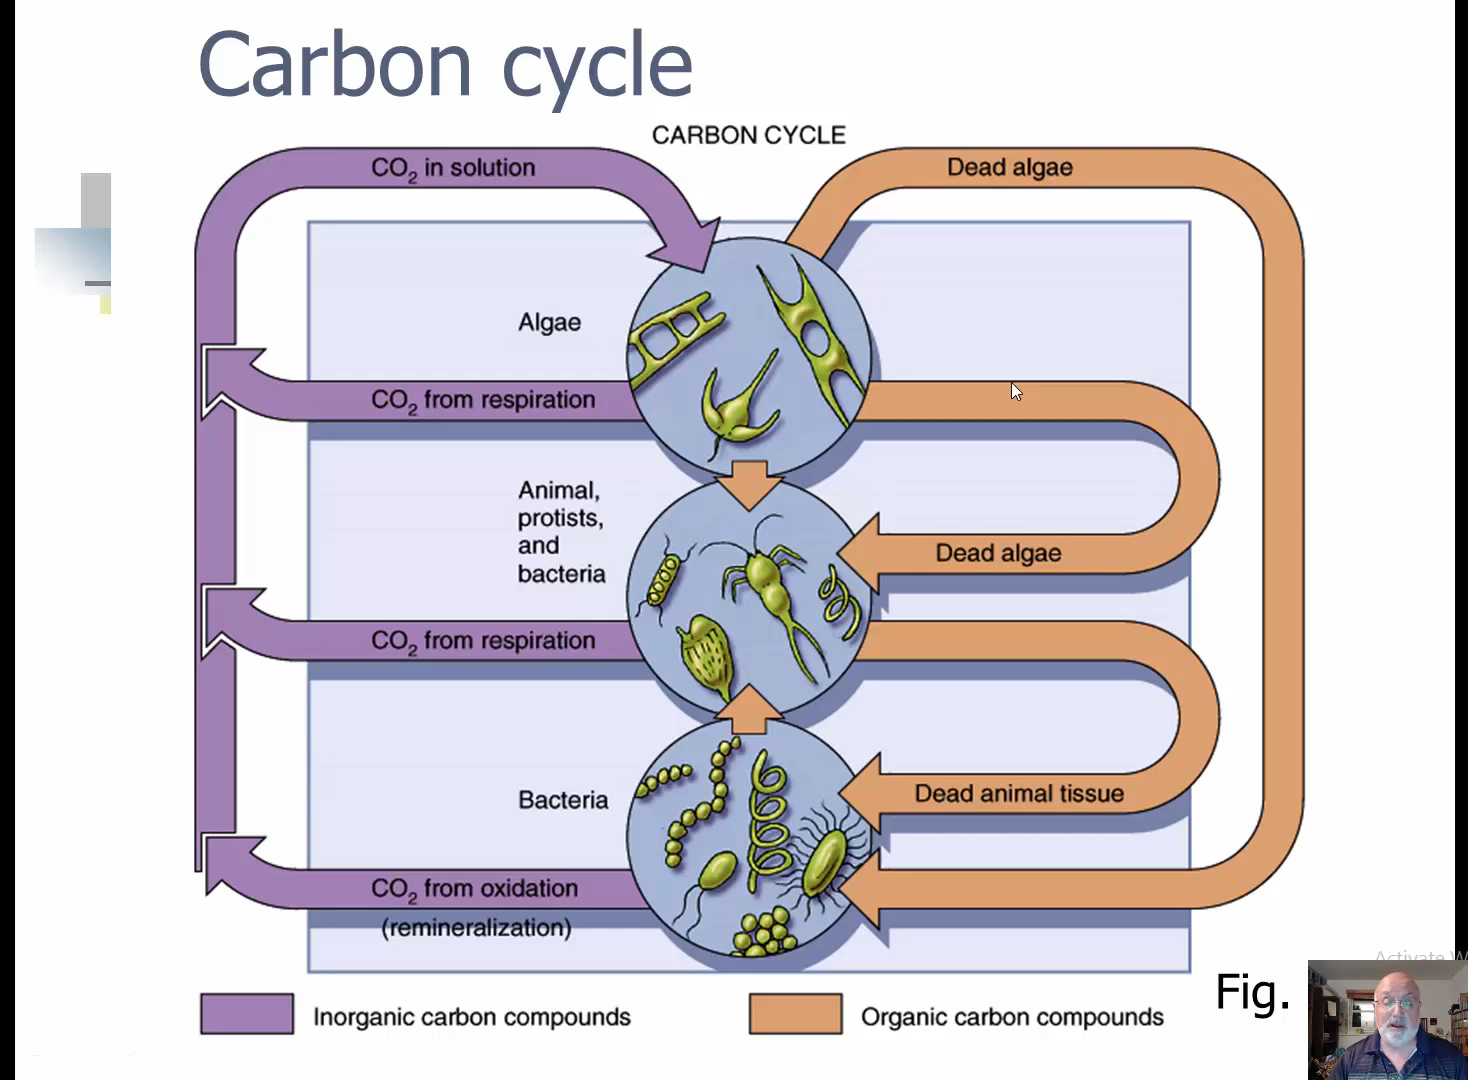 Carbon cycle
CARBON CYCLE
CO2 in solution
Dead algae
Algae
CO2 from respiration
Animal,
protists,
and
bacteria
Dead algae
CO2 from respiration
Bacteria
Dead animal tissue
CO2 from oxidation
(remineralization)
Activate W
Fig.
Inorganic carbon compounds
Organic carbon compounds